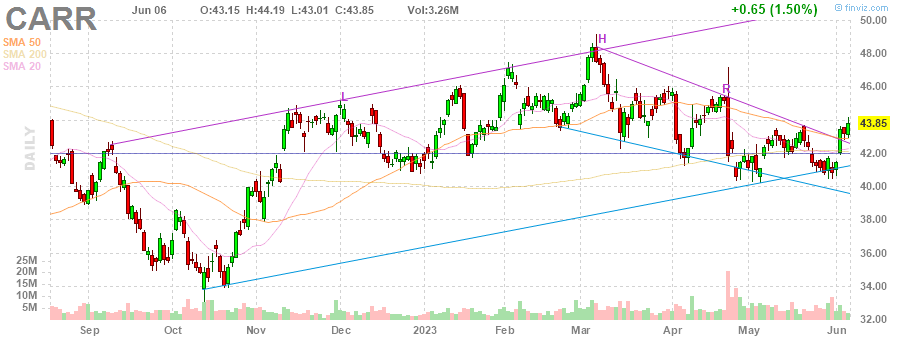 CARR Jun 06 O:43.15 H:44.19 L:43.01 C:43.85 Vol:3.26M +0.65 (1.50%) finviz.com
SMA 50
SMA 200
SMA 20
DAILY
L
H
R
50.00
48.00
46.00
44.00
43.85
42.00
40.00
38.00
36.00
34.00
32.00
25M
20M
15M
10M
5M
Sep Oct Nov Dec 2023 Feb Mar Apr May Jun